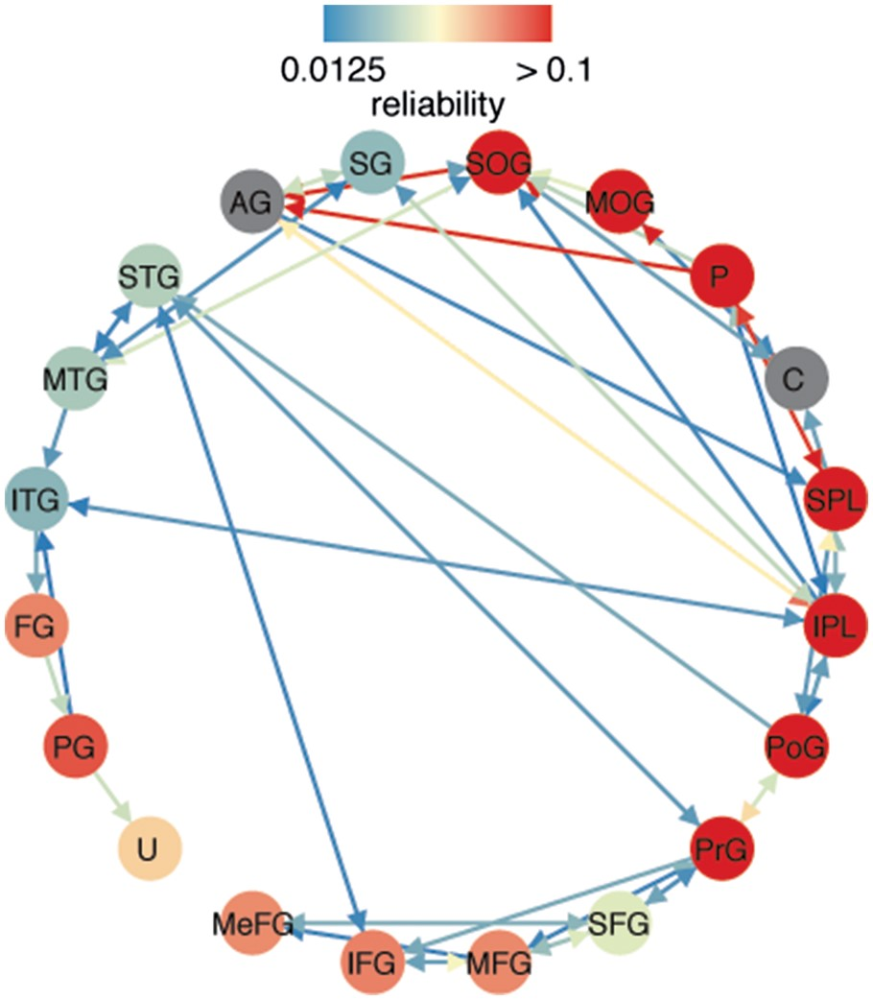 0.0125 > 0.1
reliability
SG
SOG
AG
MOG
STG
P
MTG
C
ITG
SPL
FG
IPL
PG
PoG
U
PrG
MeFG
SFG
IFG
MFG